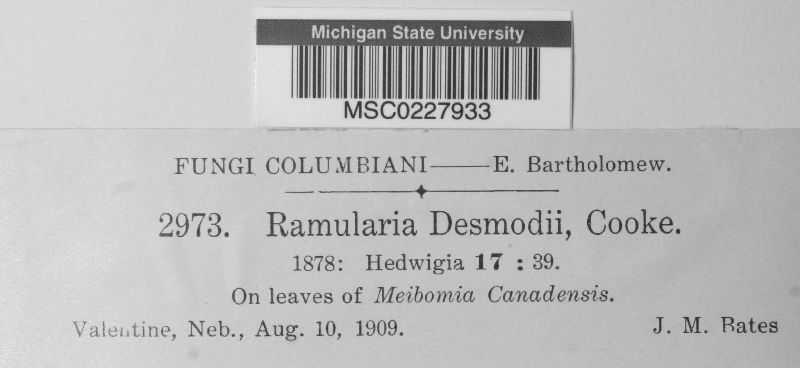 Michigan State University
MSC0227933
FUNGI COLUMBIANI——E. Bartholomew.
2973. Ramularia Desmodii, Cooke.
1878: Hedwigia 17 : 39.
On leaves of Meibomia Canadensis.
Valentine, Neb., Aug. 10, 1909. J. M. Bates